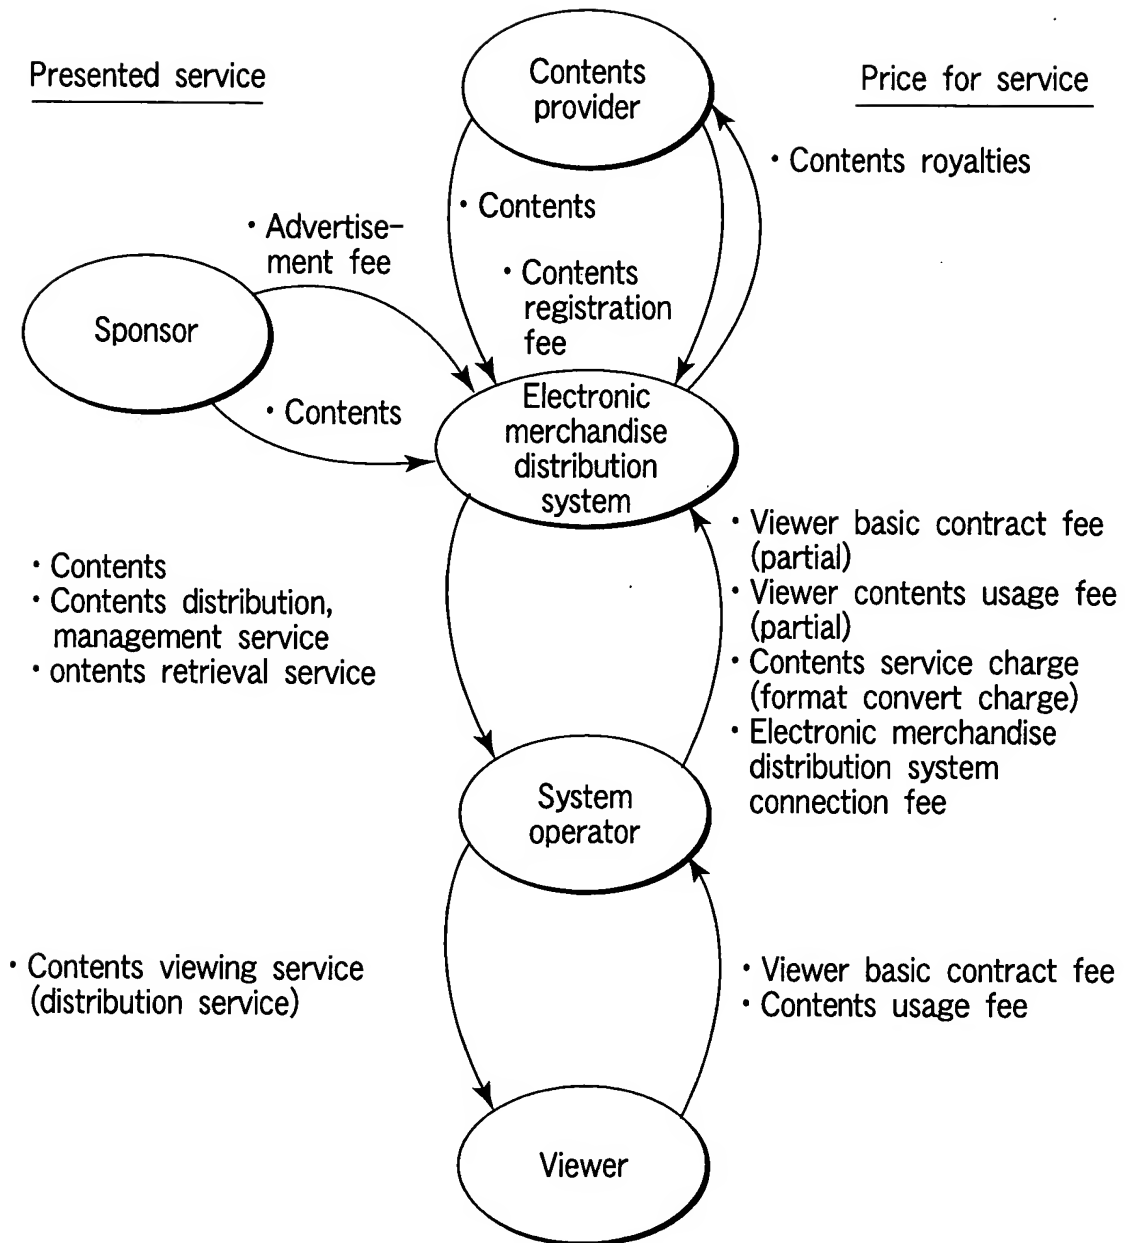 Presented service
Contents
provider
Price for service
・Contents royalties
・Contents
・Advertise-
ment fee
・Contents
registration
fee
Sponsor
・Contents
Electronic
merchandise
distribution
system
・Contents
・Contents distribution,
management service
・ontents retrieval service
・Viewer basic contract fee
(partial)
・Viewer contents usage fee
(partial)
・Contents service charge
(format convert charge)
・Electronic merchandise
distribution system
connection fee
System
operator
・Contents viewing service
(distribution service)
・Viewer basic contract fee
・Contents usage fee
Viewer